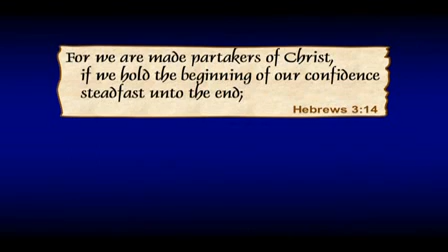 For we are made partakers of Christ,
if we hold the beginning of our confidence
steadfast unto the end;
Hebrews 3:14